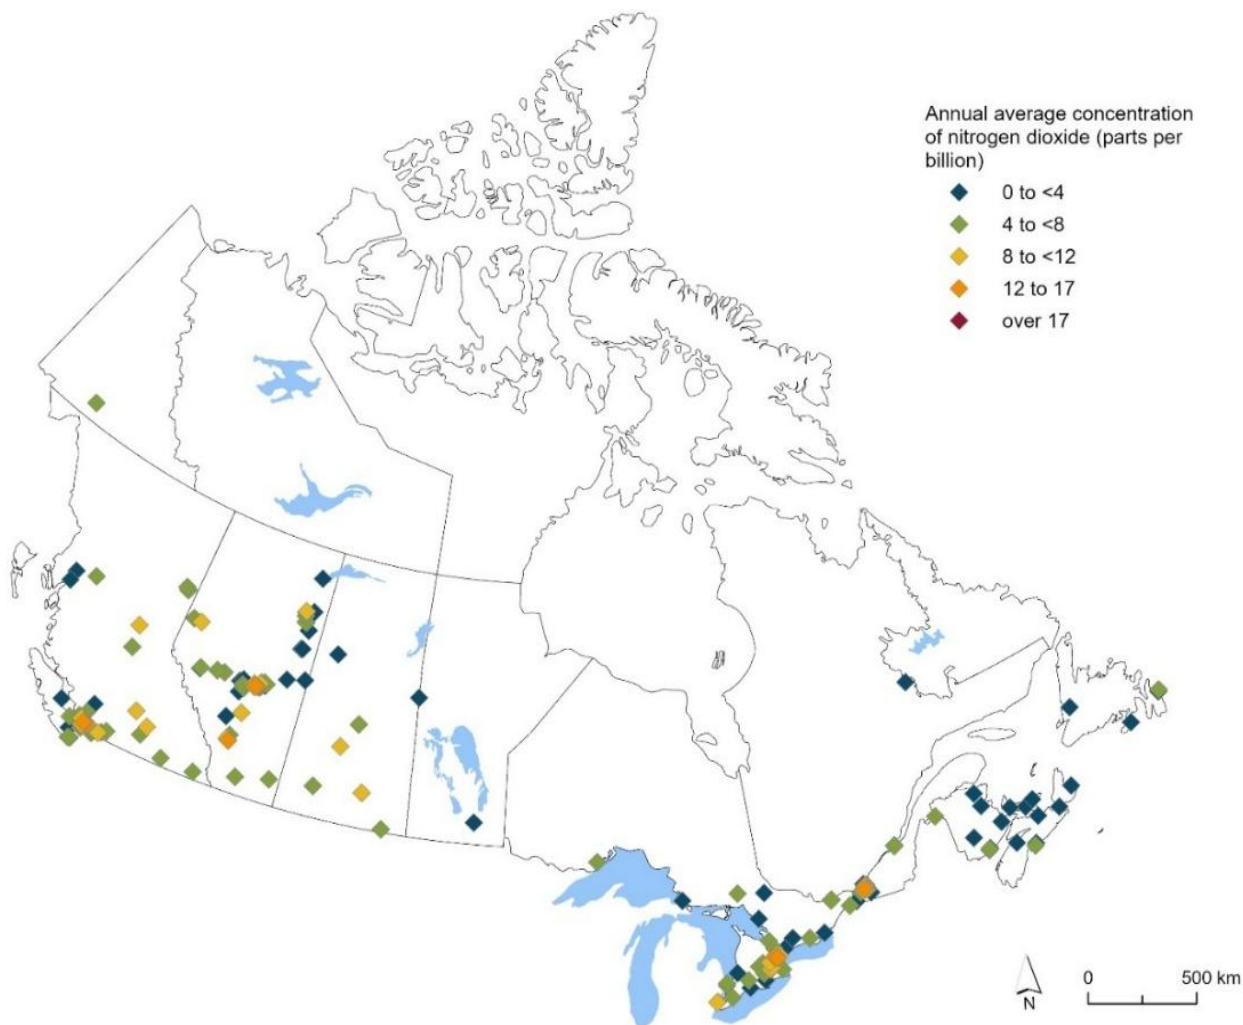 Annual average concentration
of nitrogen dioxide (parts per
billion)
0 to <4
4 to <8
8 to <12
12 to 17
over 17
N
0 500 km